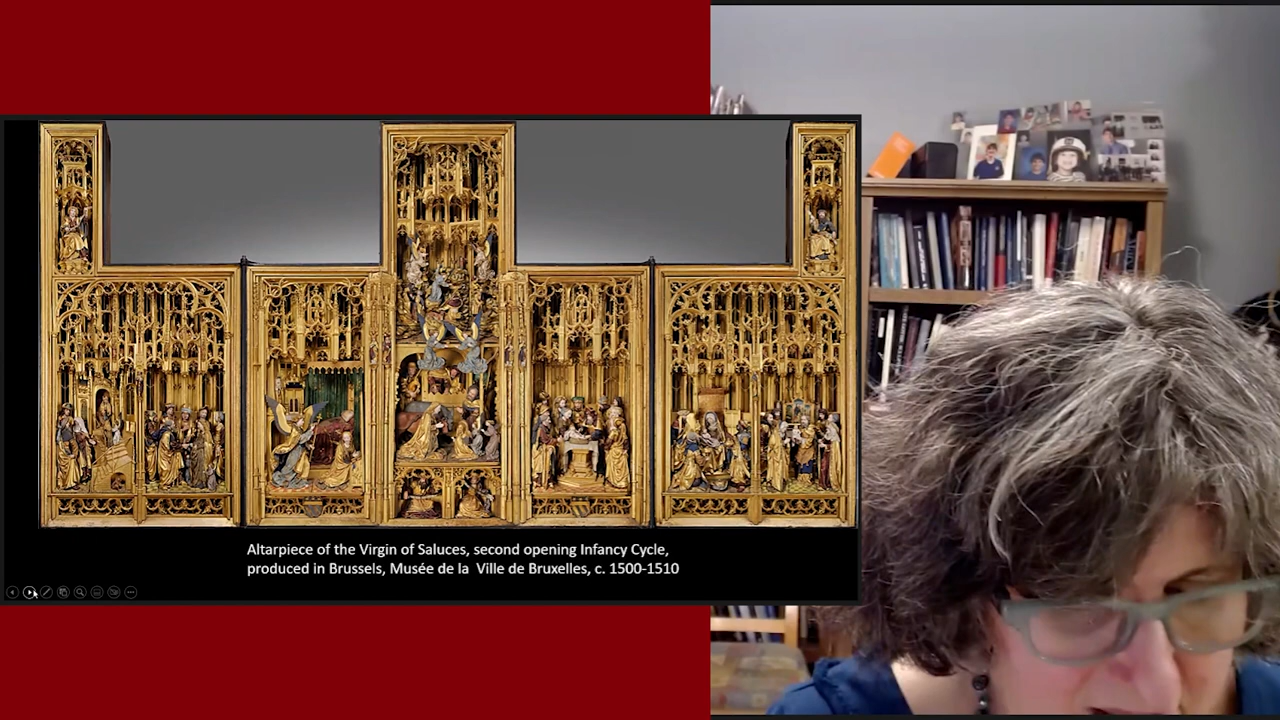 Altarpiece of the Virgin of Saluces, second opening Infancy Cycle,
produced in Brussels, Musée de la Ville de Bruxelles, c. 1500-1510